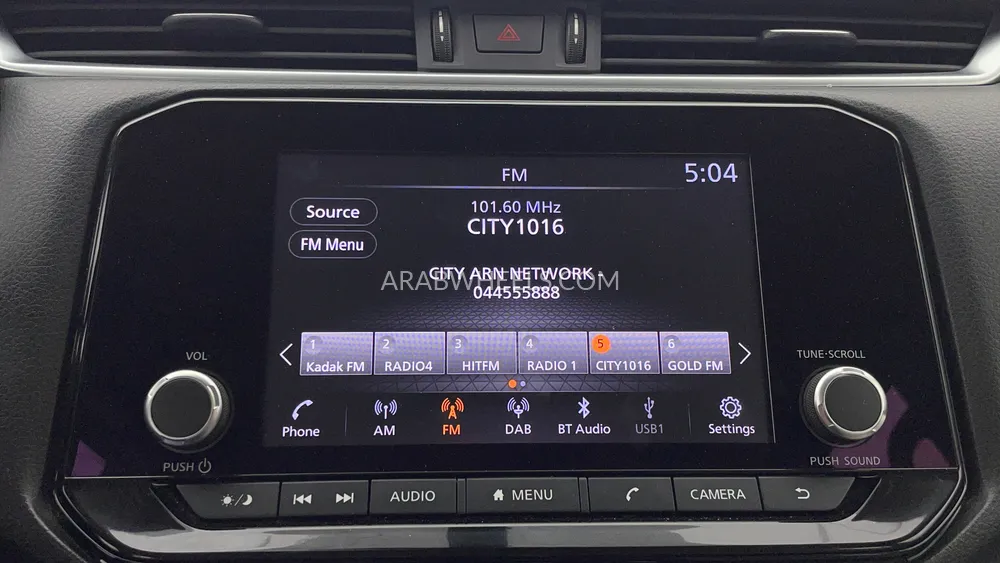 FM
5:04
Source
101.60 MHz
CITY1016
FM Menu
CITY ARN NETWORK -
ARABWHEELS.COM
044555888
1 Kadak FM
2 RADIO4
3 HITFM
4 RADIO 1
5 CITY1016
6 GOLD FM
VOL
TUNE·SCROLL
Phone
AM
FM
DAB
BT Audio
USB1
Settings
PUSH
PUSH SOUND
AUDIO
MENU
CAMERA